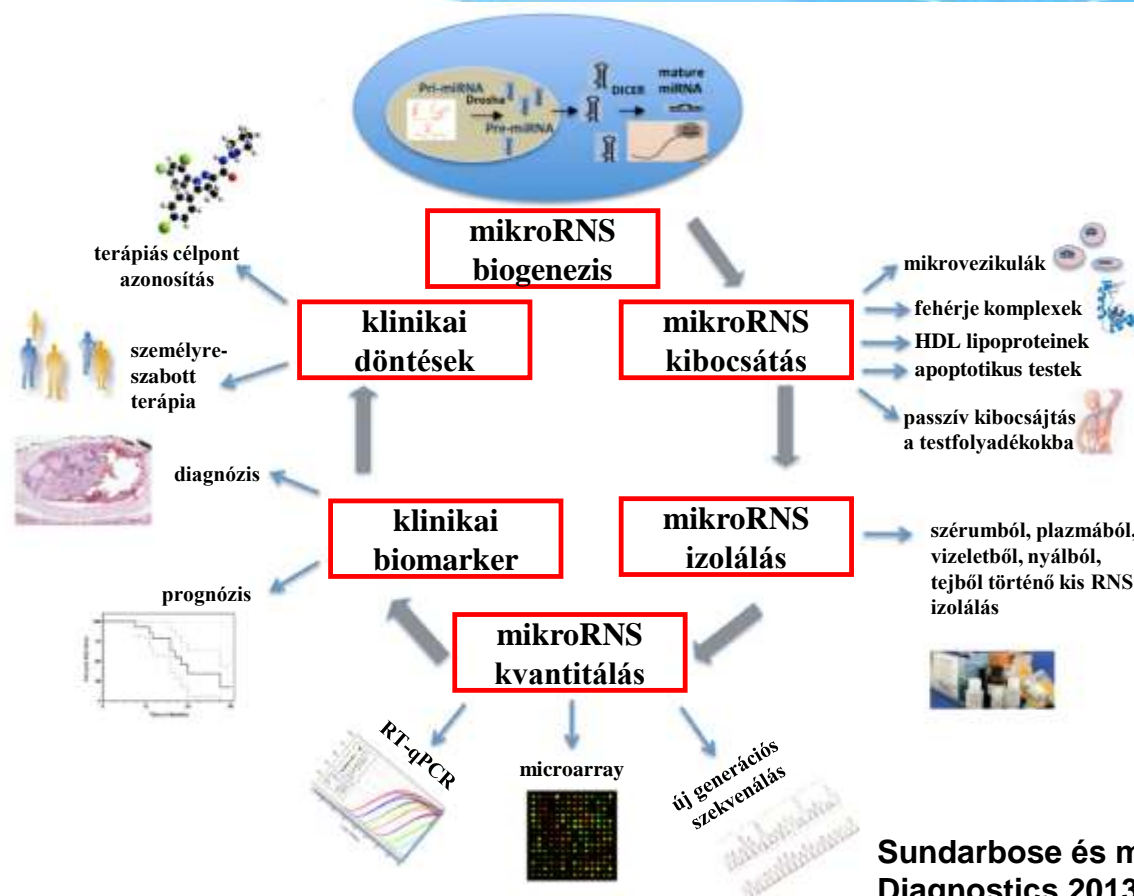 Pri-miRNA
Drosha
Pre-miRNA
DICER
mature
miRNA
mikroRNS
biogenezis
terápiás célpont
azonosítás
klinikai
döntések
személyre-
szabott
terápia
mikroRNS
kibocsátás
mikrovezikulák
fehérje komplexek
HDL lipoproteinek
apoptotikus testek
passzív kibocsájtás
a testfolyadékokba
diagnózis
klinikai
biomarker
prognózis
mikroRNS
izolálás
szérumból, plazmából,
vizeletből, nyálból,
tejből történő kis RNS
izolálás
mikroRNS
kvantitálás
RT-qPCR
microarray
új generációs
szekvenálás
Sundarbose és m
Diagnostics 2013